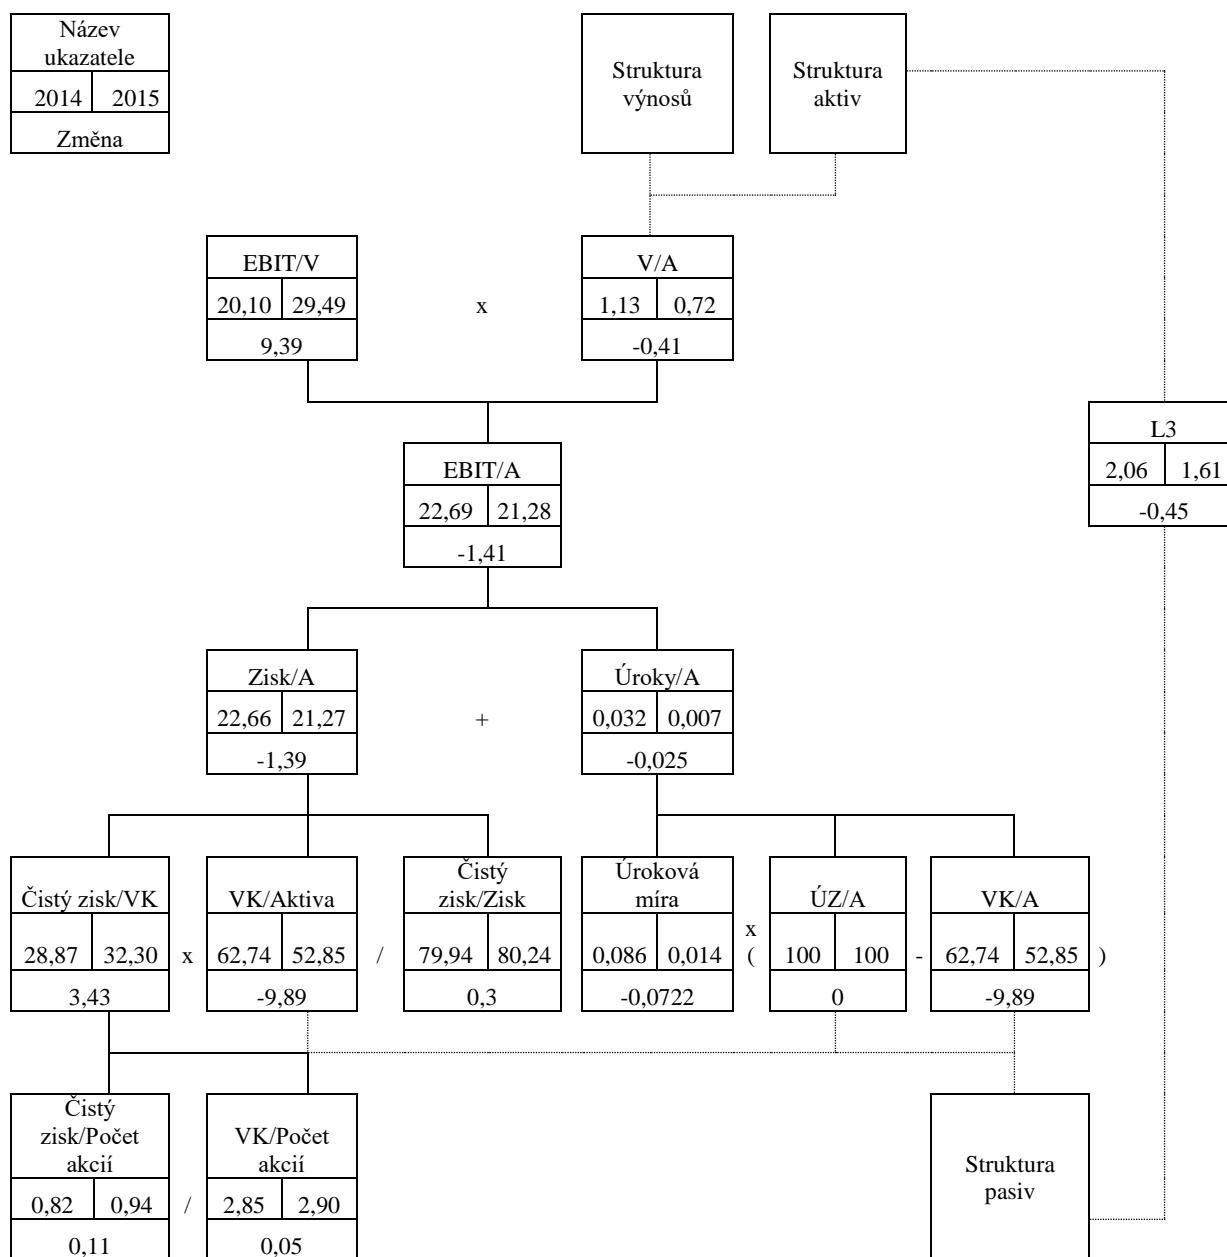 Název
ukazatele
2014 2015
Změna
Struktura
výnosů
Struktura
aktiv
EBIT/V
20,10 29,49
9,39
x
V/A
1,13 0,72
-0,41
L3
2,06 1,61
-0,45
EBIT/A
22,69 21,28
-1,41
Zisk/A
22,66 21,27
-1,39
+
Úroky/A
0,032 0,007
-0,025
Čistý zisk/VK
28,87 32,30
3,43
x
VK/Aktiva
62,74 52,85
-9,89
/
Čistý
zisk/Zisk
79,94 80,24
0,3
Úroková
míra
0,086 0,014
-0,0722
x
(
ÚZ/A
100 100
0
-
VK/A
62,74 52,85
-9,89
)
Čistý
zisk/Počet
akcií
0,82 0,94
0,11
/
VK/Počet
akcií
2,85 2,90
0,05
Struktura
pasiv